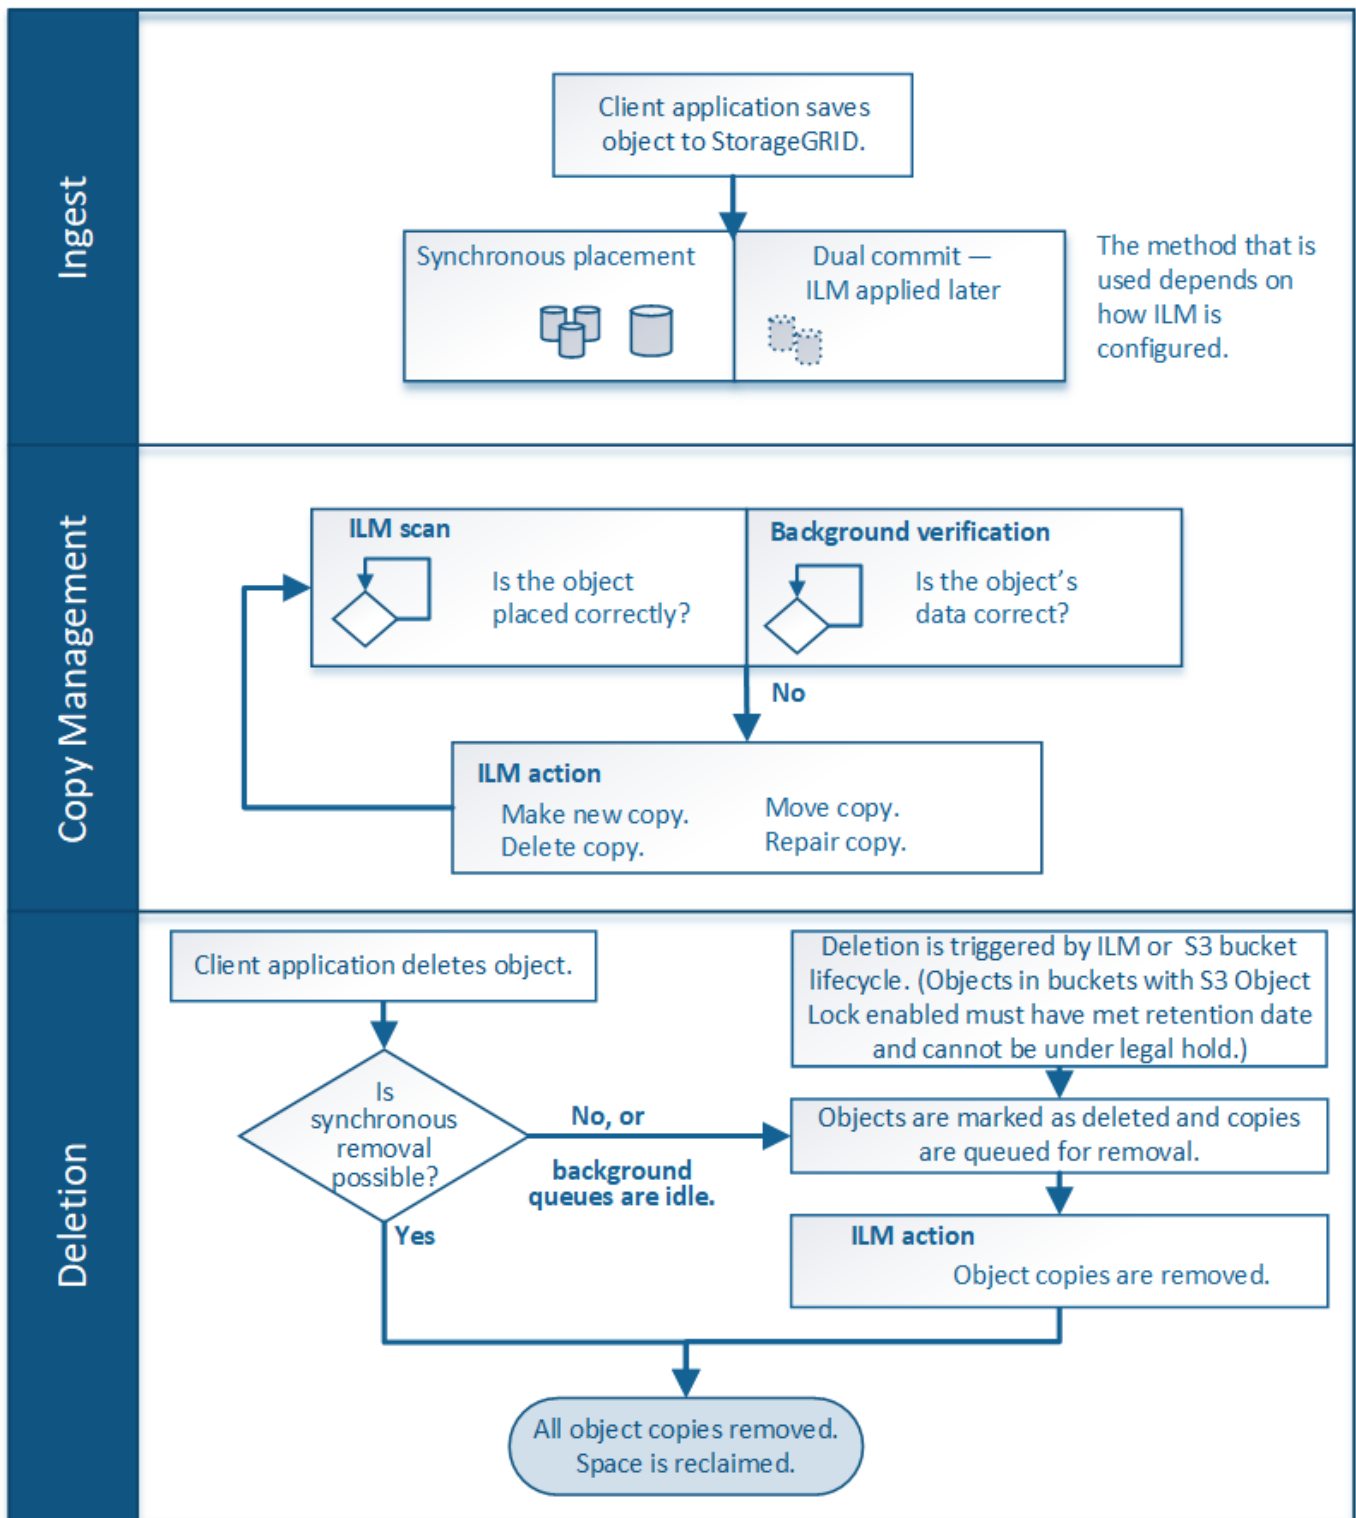 Ingest
Client application saves
object to StorageGRID.
Synchronous placement
Dual commit —
ILM applied later
The method that is
used depends on
how ILM is
configured.
Copy Management
ILM scan
Is the object
placed correctly?
Background verification
Is the object's
data correct?
No
ILM action
Make new copy.
Delete copy.
Move copy.
Repair copy.
Deletion
Client application deletes object.
Is
synchronous
removal
possible?
No, or
background
queues are idle.
Yes
Deletion is triggered by ILM or S3 bucket
lifecycle. (Objects in buckets with S3 Object
Lock enabled must have met retention date
and cannot be under legal hold.)
Objects are marked as deleted and copies
are queued for removal.
ILM action
Object copies are removed.
All object copies removed.
Space is reclaimed.